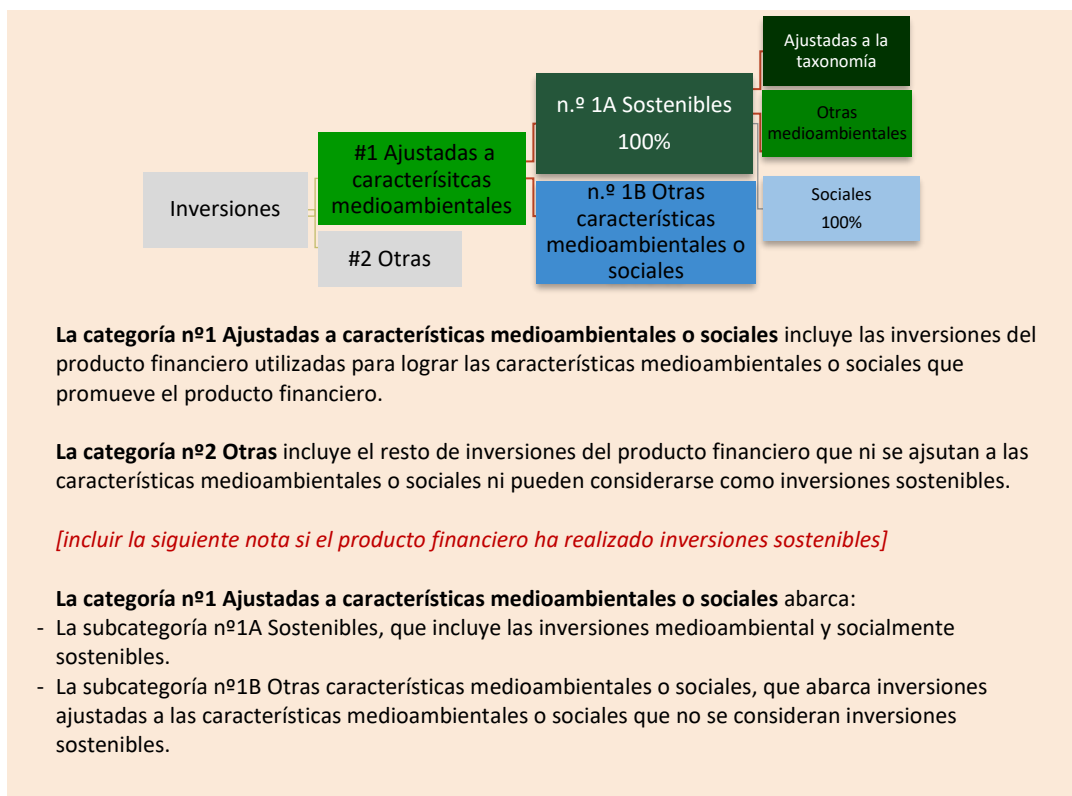 Ajustadas a la
taxonomía
n.º 1A Sostenibles
100%
Otras
medioambientales
#1 Ajustadas a
caracterísitcas
medioambientales
Inversiones
n.º 1B Otras
características
medioambientales o
sociales
Sociales
100%
#2 Otras
La categoría nº1 Ajustadas a características medioambientales o sociales incluye las inversiones del
producto financiero utilizadas para lograr las características medioambientales o sociales que
promueve el producto financiero.
La categoría nº2 Otras incluye el resto de inversiones del producto financiero que ni se ajsutan a las
características medioambientales o sociales ni pueden considerarse como inversiones sostenibles.
[incluir la siguiente nota si el producto financiero ha realizado inversiones sostenibles]
La categoría nº1 Ajustadas a características medioambientales o sociales abarca:
- La subcategoría nº1A Sostenibles, que incluye las inversiones medioambiental y socialmente
sostenibles.
- La subcategoría nº1B Otras características medioambientales o sociales, que abarca inversiones
ajustadas a las características medioambientales o sociales que no se consideran inversiones
sostenibles.